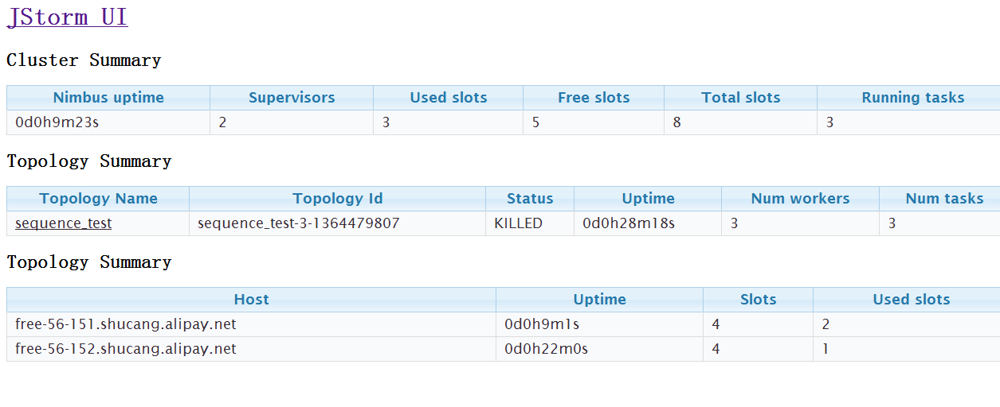 JStorm UI
Cluster Summary
Nimbus uptime Supervisors Used slots Free slots Total slots Running tasks
0d0h9m23s 2 3 5 8 3
Topology Summary
Topology Name Topology Id Status Uptime Num workers Num tasks
sequence_test sequence_test-3-1364479807 KILLED 0d0h28m18s 3 3
Topology Summary
Host Uptime Slots Used slots
free-56-151.shucang.alipay.net 0d0h9m1s 4 2
free-56-152.shucang.alipay.net 0d0h22m0s 4 1